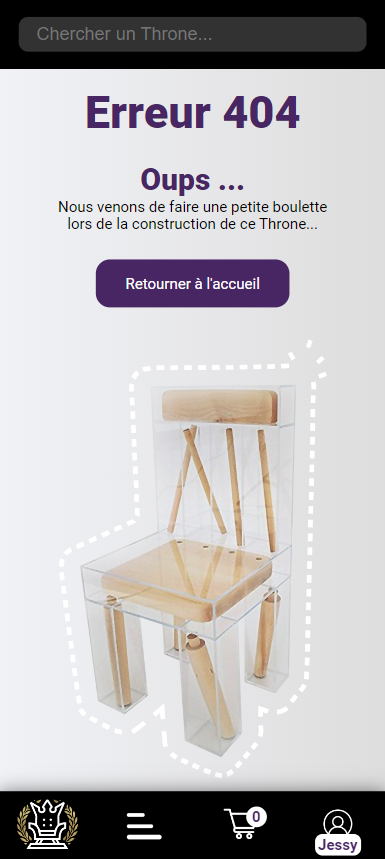 Chercher un Throne...
Erreur 404
Oups ...
Nous venons de faire une petite boulette
lors de la construction de ce Throne...
Retourner à l'accueil
0
Jessy